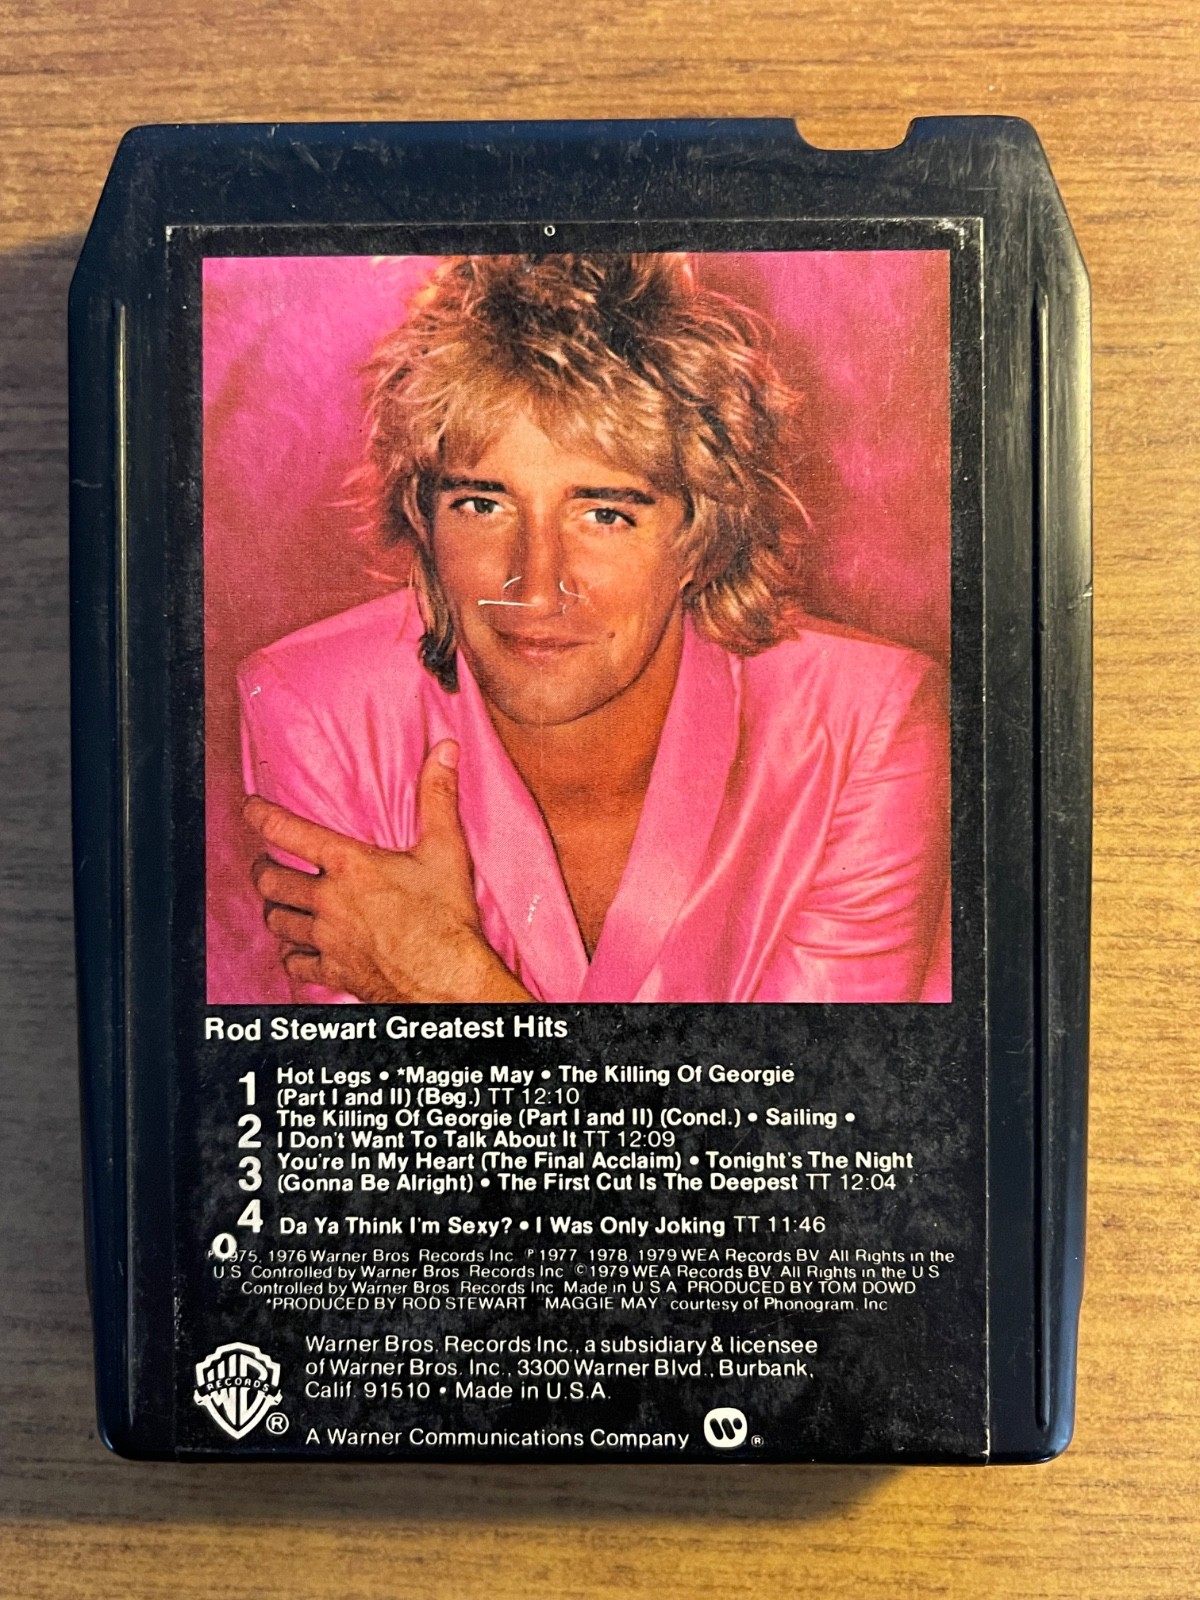 Rod Stewart Greatest Hits
1 Hot Legs • *Maggie May • The Killing Of Georgie
(Part I and II) (Beg.) TT 12:10
2 The Killing Of Georgie (Part I and II) (Concl.) • Sailing •
I Don't Want To Talk About It TT 12:09
3 You're In My Heart (The Final Acclaim) • Tonight's The Night
(Gonna Be Alright) • The First Cut Is The Deepest TT 12:04
4 Da Ya Think I'm Sexy? • I Was Only Joking TT 11:46
1976 Warner Bros. Records Inc. ℗ 1977, 1978, 1979 WEA Records BV. All Rights in the
U.S. Controlled by Warner Bros. Records Inc. © 1979 WEA Records BV. All Rights in the U.S.
Controlled by Warner Bros. Records Inc. Made in U.S.A. PRODUCED BY TOM DOWD
*PRODUCED BY ROD STEWART "MAGGIE MAY" courtesy of Phonogram, Inc.
Warner Bros. Records Inc., a subsidiary & licensee
of Warner Bros. Inc., 3300 Warner Blvd., Burbank,
Calif. 91510 • Made in U.S.A.
RECORDS ®
A Warner Communications Company ®